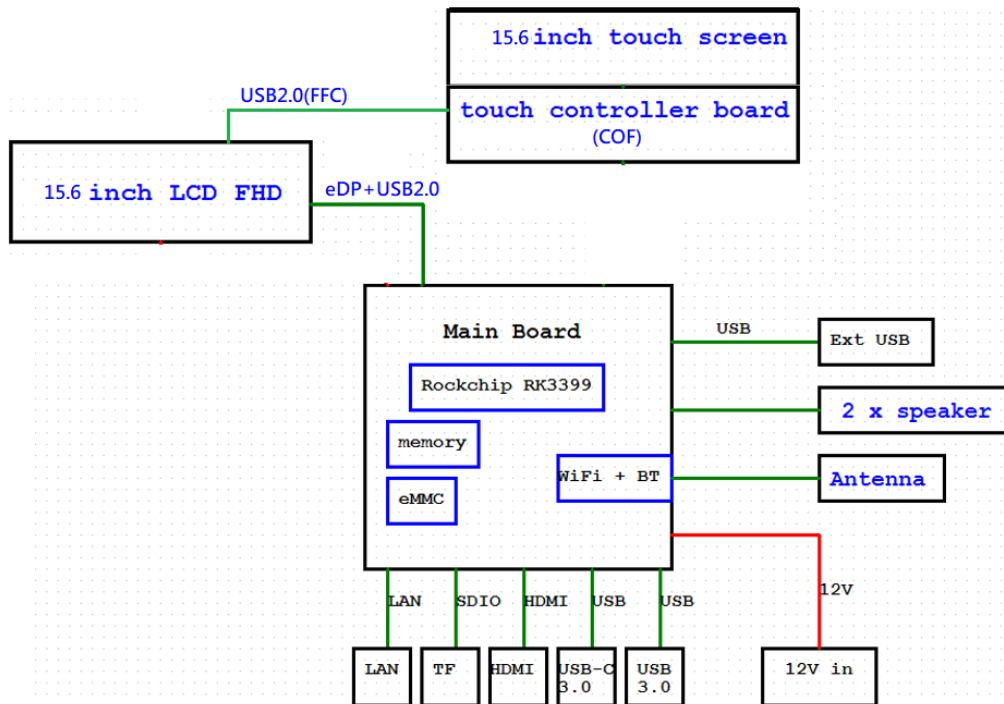 15.6 inch touch screen
USB2.0(FFC)
touch controller board
(COF)
15.6 inch LCD FHD
eDP+USB2.0
Main Board
USB
Ext USB
Rockchip RK3399
2 x speaker
memory
WiFi + BT
Antenna
eMMC
LAN
SDIO
HDMI
USB
USB
12V
LAN
TF
HDMI
USB-C
3.0
USB
3.0
12V in